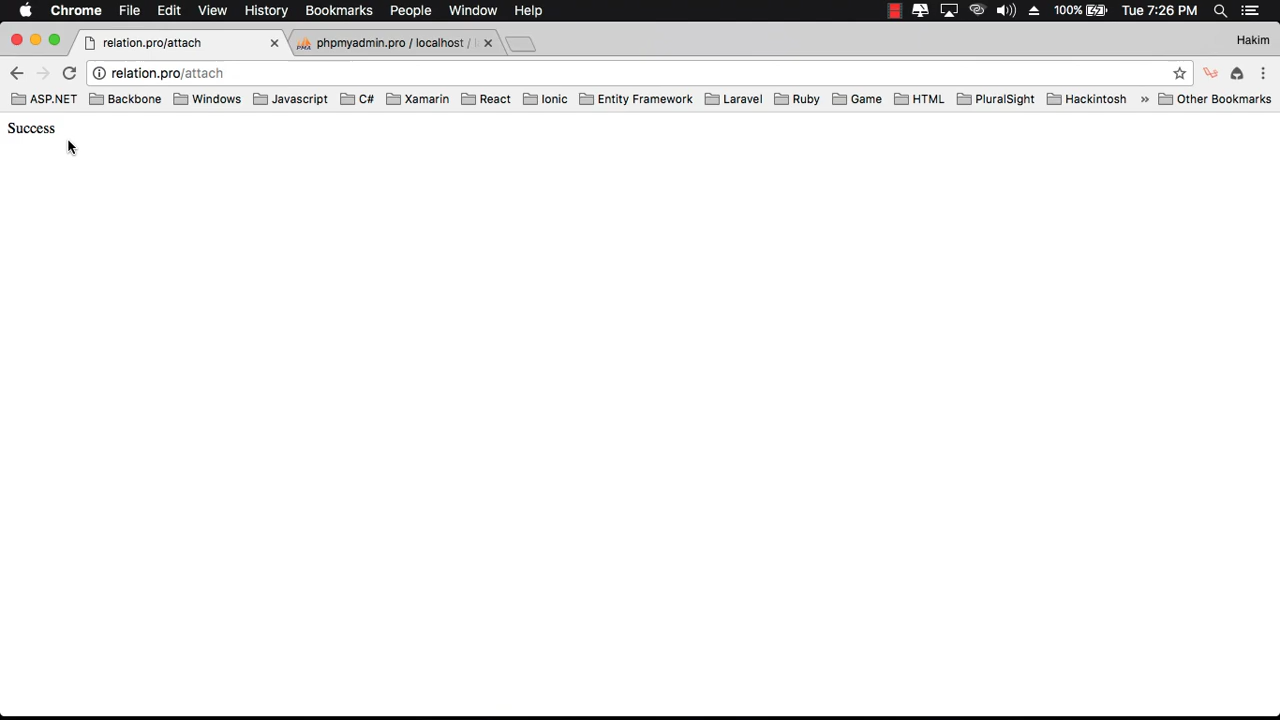 Chrome File Edit View History Bookmarks People Window Help 100% Tue 7:26 PM
relation.pro/attach phpmyadmin.pro / localhost / Hakim
relation.pro/attach
ASP.NET Backbone Windows Javascript C# Xamarin React Ionic Entity Framework Laravel Ruby Game HTML PluralSight Hackintosh » Other Bookmarks
Success